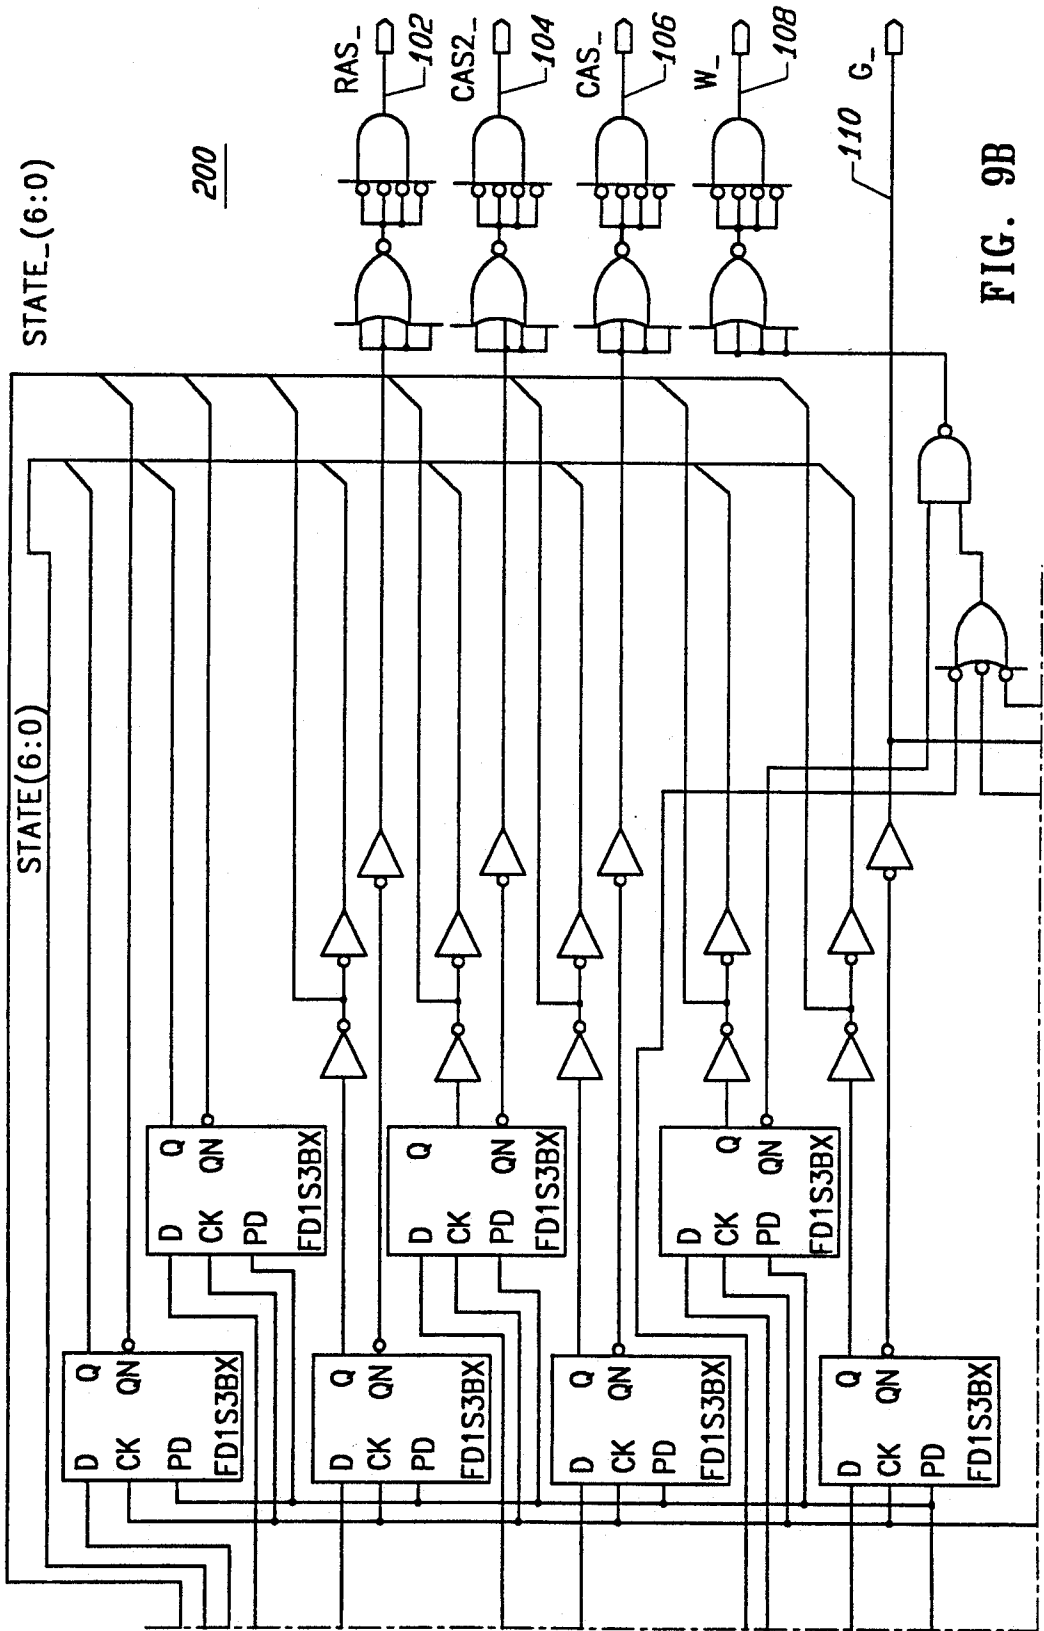 STATE_(6:0)
STATE(6:0)
200
RAS_
102
CAS2_
104
CAS_
106
W_
108
G_
110
D
CK
PD
Q
QN
FD1S3BX
D
CK
PD
Q
QN
FD1S3BX
D
CK
PD
Q
QN
FD1S3BX
D
CK
PD
Q
QN
FD1S3BX
D
CK
PD
Q
QN
FD1S3BX
D
CK
PD
Q
QN
FD1S3BX
D
CK
PD
Q
QN
FD1S3BX
FIG. 9B